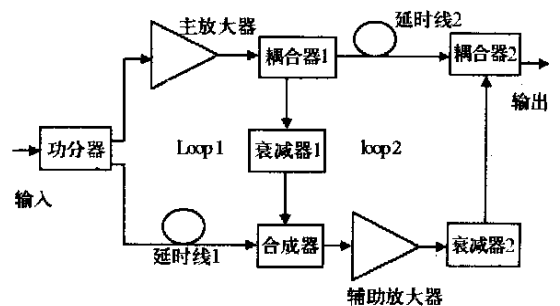 主放大器
延时线2
耦合器1
耦合器2
输出
功分器
Loop1
衰减器1
loop2
输入
延时线1
合成器
衰减器2
辅助放大器